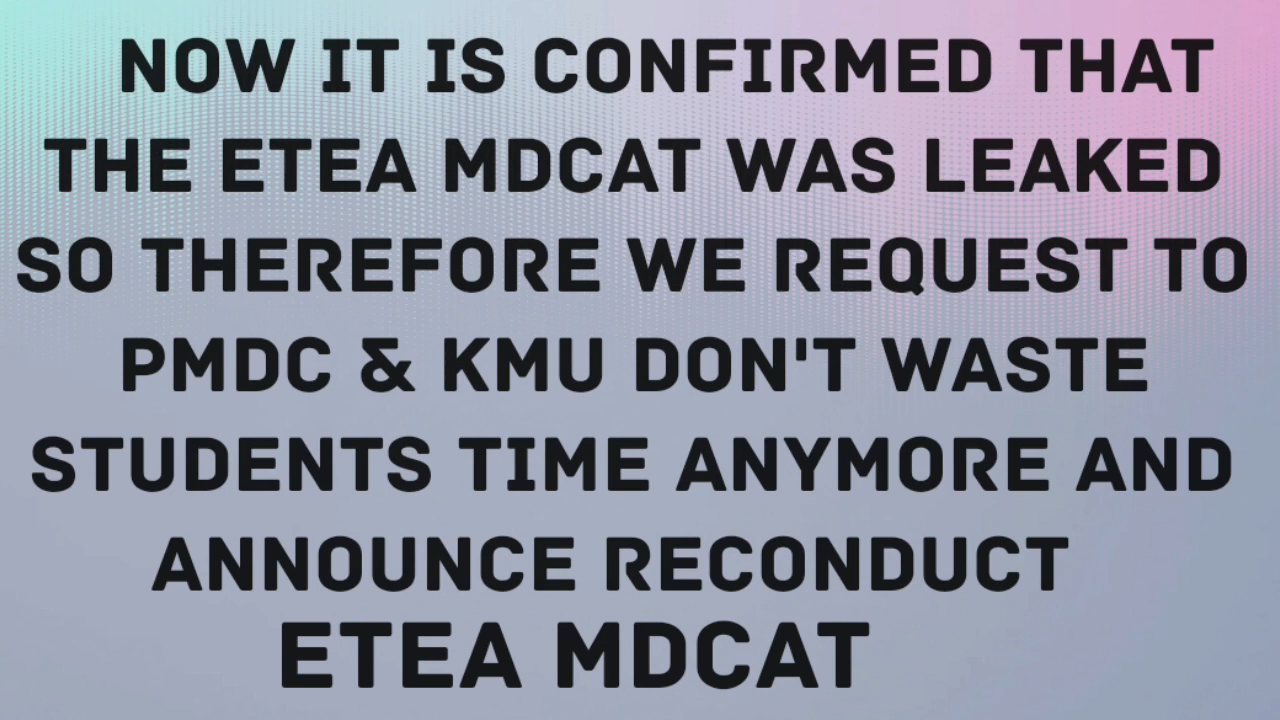 NOW IT IS CONFIRMED THAT
THE ETEA MDCAT WAS LEAKED
SO THEREFORE WE REQUEST TO
PMDC & KMU DON'T WASTE
STUDENTS TIME ANYMORE AND
ANNOUNCE RECONDUCT
ETEA MDCAT